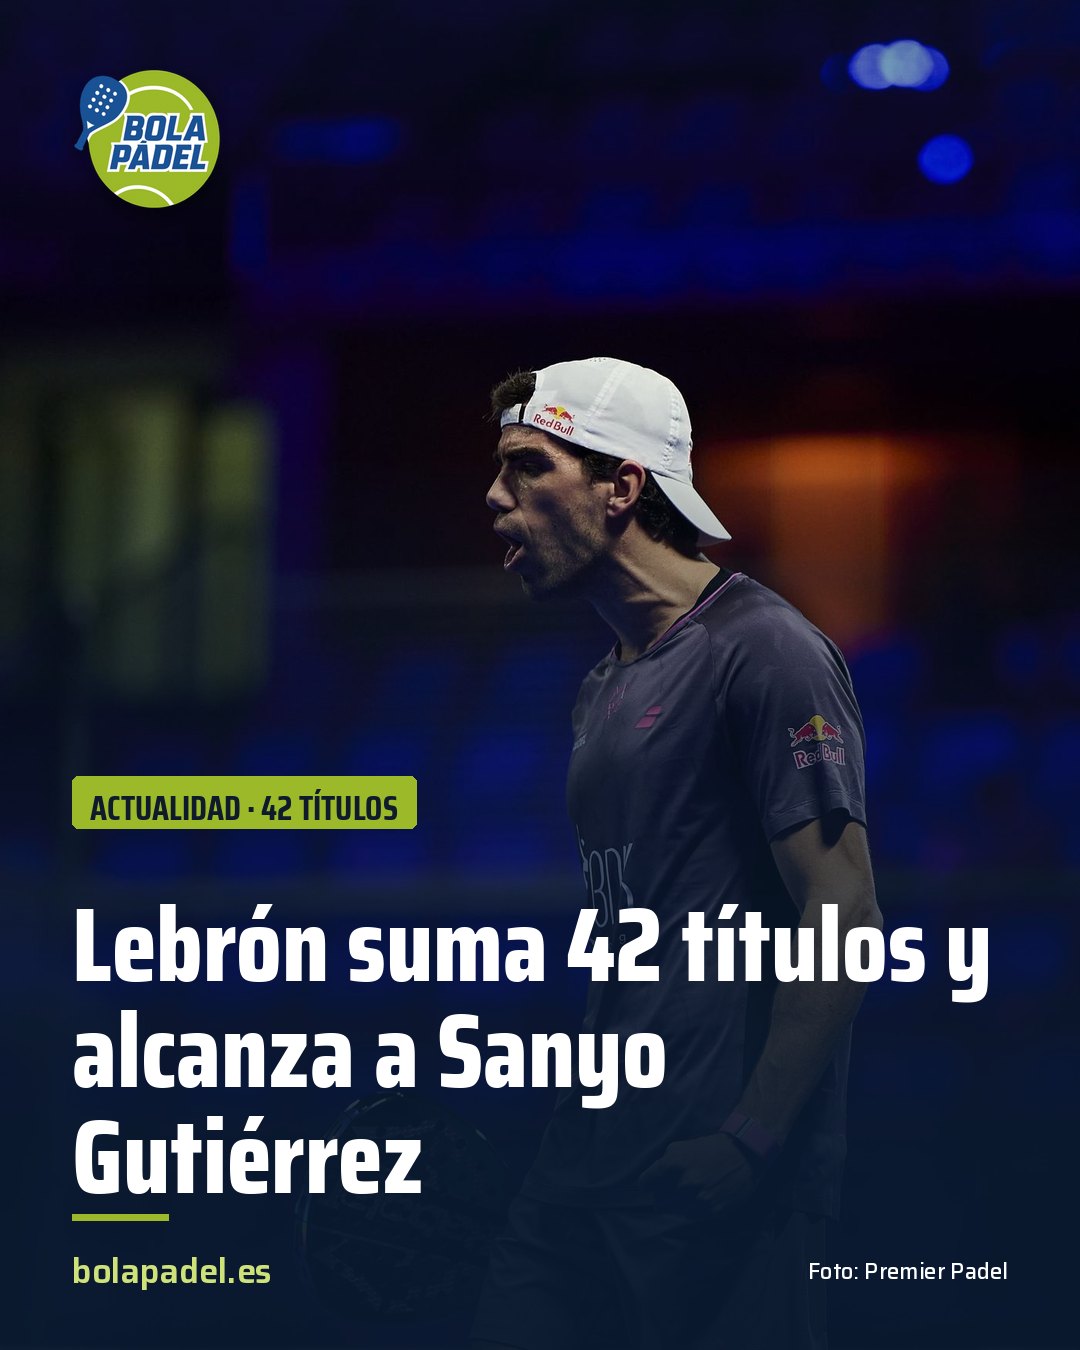 BOLA
PÁDEL
Red Bull
Red Bull
ACTUALIDAD · 42 TÍTULOS
Lebrón suma 42 títulos y
alcanza a Sanyo
Gutiérrez
bolapadel.es
Foto: Premier Padel